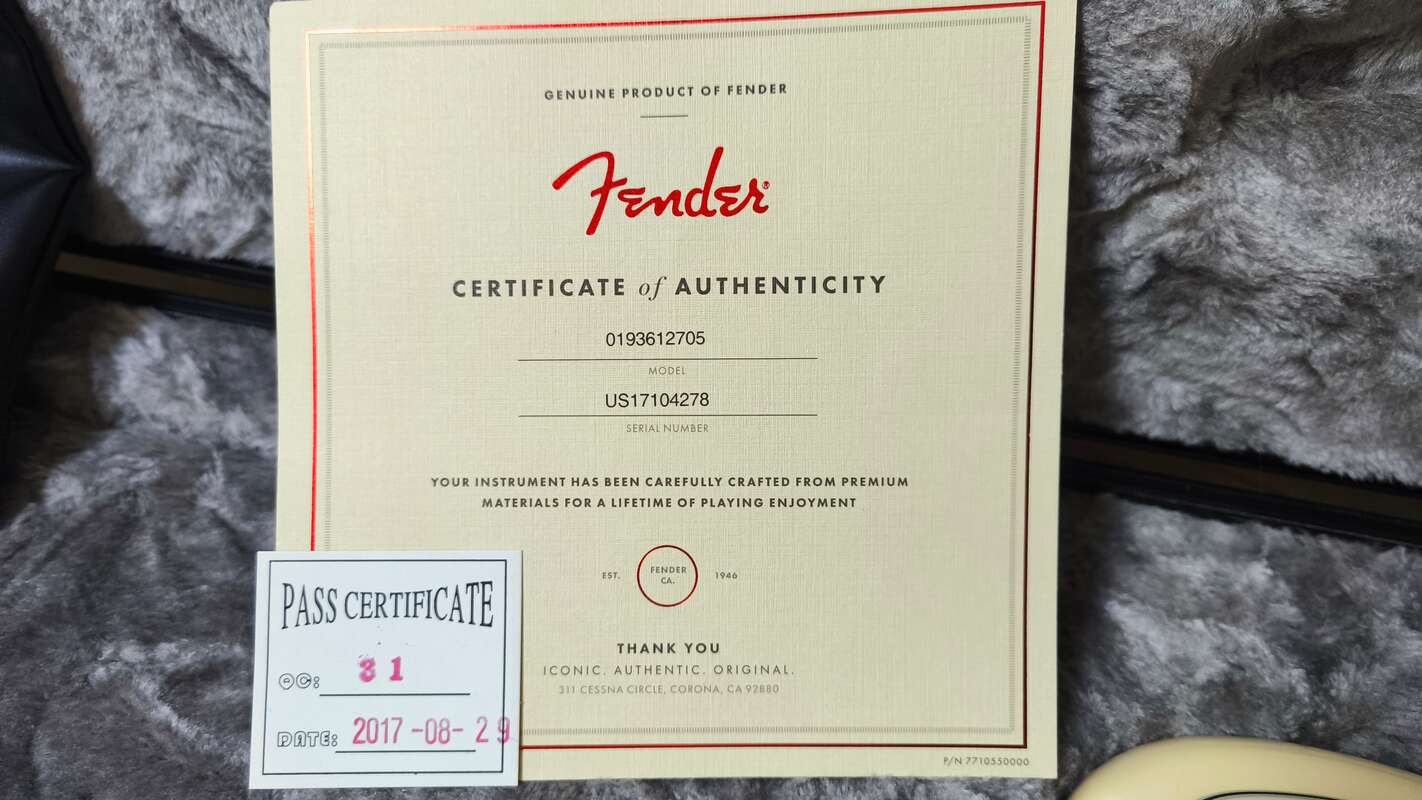 GENUINE PRODUCT OF FENDER
Fender®
CERTIFICATE of AUTHENTICITY
0193612705
MODEL
US17104278
SERIAL NUMBER
YOUR INSTRUMENT HAS BEEN CAREFULLY CRAFTED FROM PREMIUM
MATERIALS FOR A LIFETIME OF PLAYING ENJOYMENT
EST. FENDER CA. 1946
THANK YOU
ICONIC. AUTHENTIC. ORIGINAL.
311 CESSNA CIRCLE, CORONA, CA 92880
P/N 7710550000
PASS CERTIFICATE
QC: 31
DATE: 2017-08-29